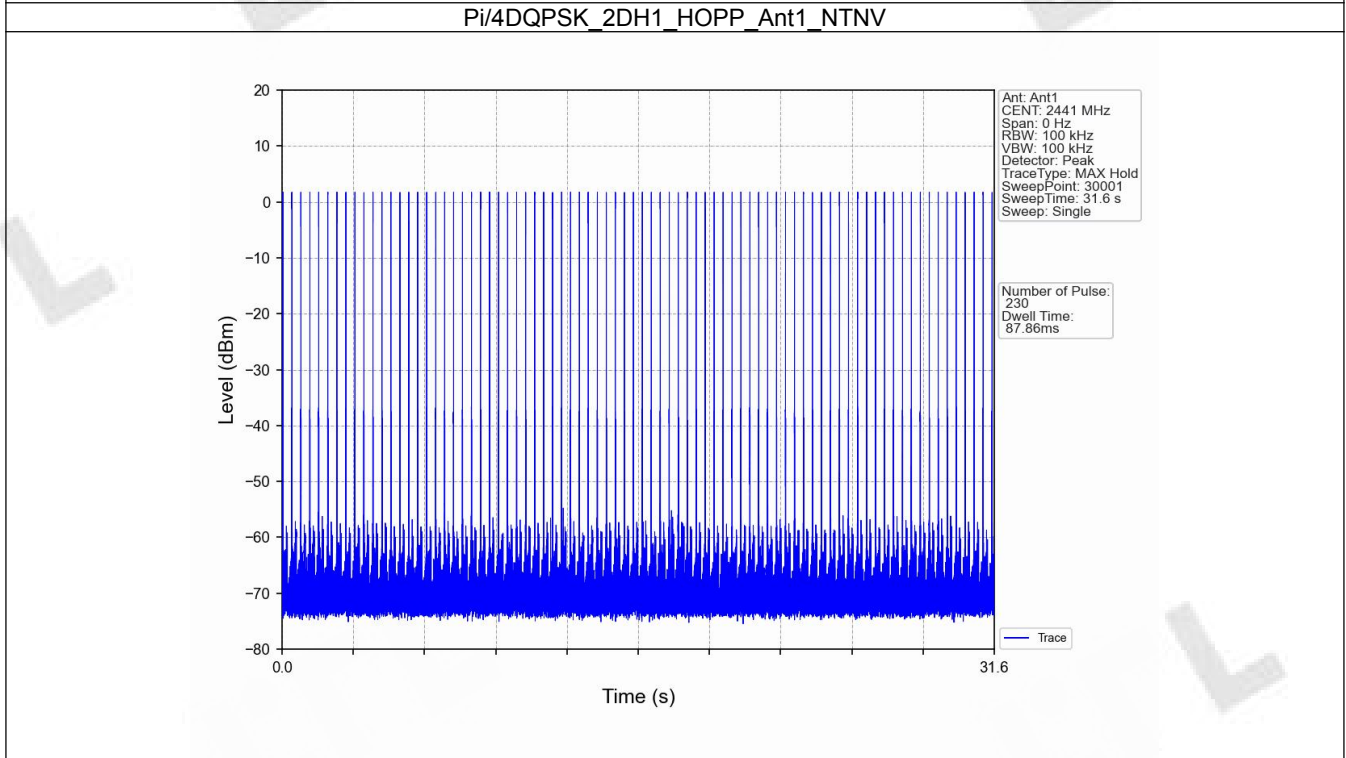 Pi/4DQPSK_2DH1_HOPP_Ant1_NTNV
20
10
0
−10
−20
−30
−40
−50
−60
−70
−80
Level (dBm)
0.0
31.6
Time (s)
Ant: Ant1
CENT: 2441 MHz
Span: 0 Hz
RBW: 100 kHz
VBW: 100 kHz
Detector: Peak
TraceType: MAX Hold
SweepPoint: 30001
SweepTime: 31.6 s
Sweep: Single
Number of Pulse:
230
Dwell Time:
87.86ms
Trace